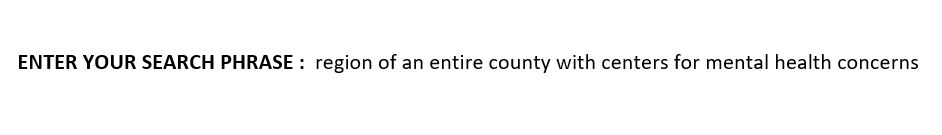 ENTER YOUR SEARCH PHRASE : region of an entire county with centers for mental health concerns